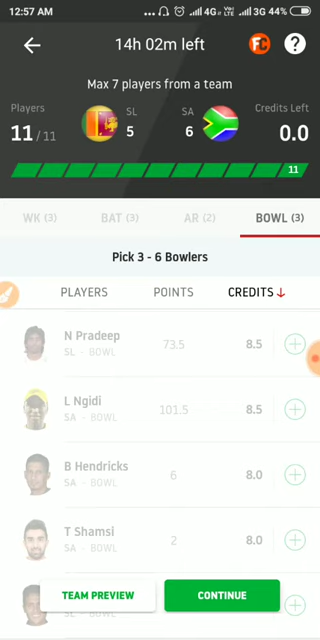 12:57 AM ... 4G VoLTE 3G 44%
14h 02m left FC ?
Max 7 players from a team
Players SL SA Credits Left
11 / 11 5 6 0.0
11
WK (3) BAT (3) AR (2) BOWL (3)
Pick 3 - 6 Bowlers
PLAYERS POINTS CREDITS ↓
N Pradeep
SL - BOWL 73.5 8.5
L Ngidi
SA - BOWL 101.5 8.5
B Hendricks
SA - BOWL 6 8.0
T Shamsi
SA - BOWL 2 8.0
TEAM PREVIEW CONTINUE
SL